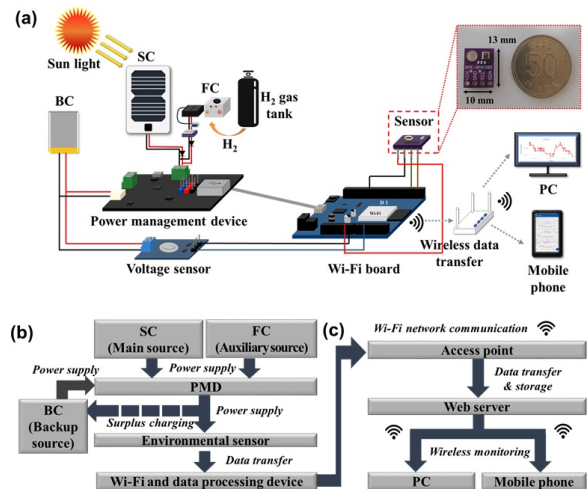 (a)
Sun light
SC
BC
FC
H₂ gas
tank
H₂
Sensor
13 mm
10 mm
50
Power management device
Voltage sensor
D1
Wi-Fi
Wi-Fi board
Wireless data
transfer
PC
Mobile
phone
(b)
SC
(Main source)
FC
(Auxiliary source)
Power supply
Power supply
PMD
BC
(Backup
source)
Surplus charging
Power supply
Environmental sensor
Data transfer
Wi-Fi and data processing device
(c)
Wi-Fi network communication
Access point
Data transfer
& storage
Web server
Wireless monitoring
PC
Mobile phone